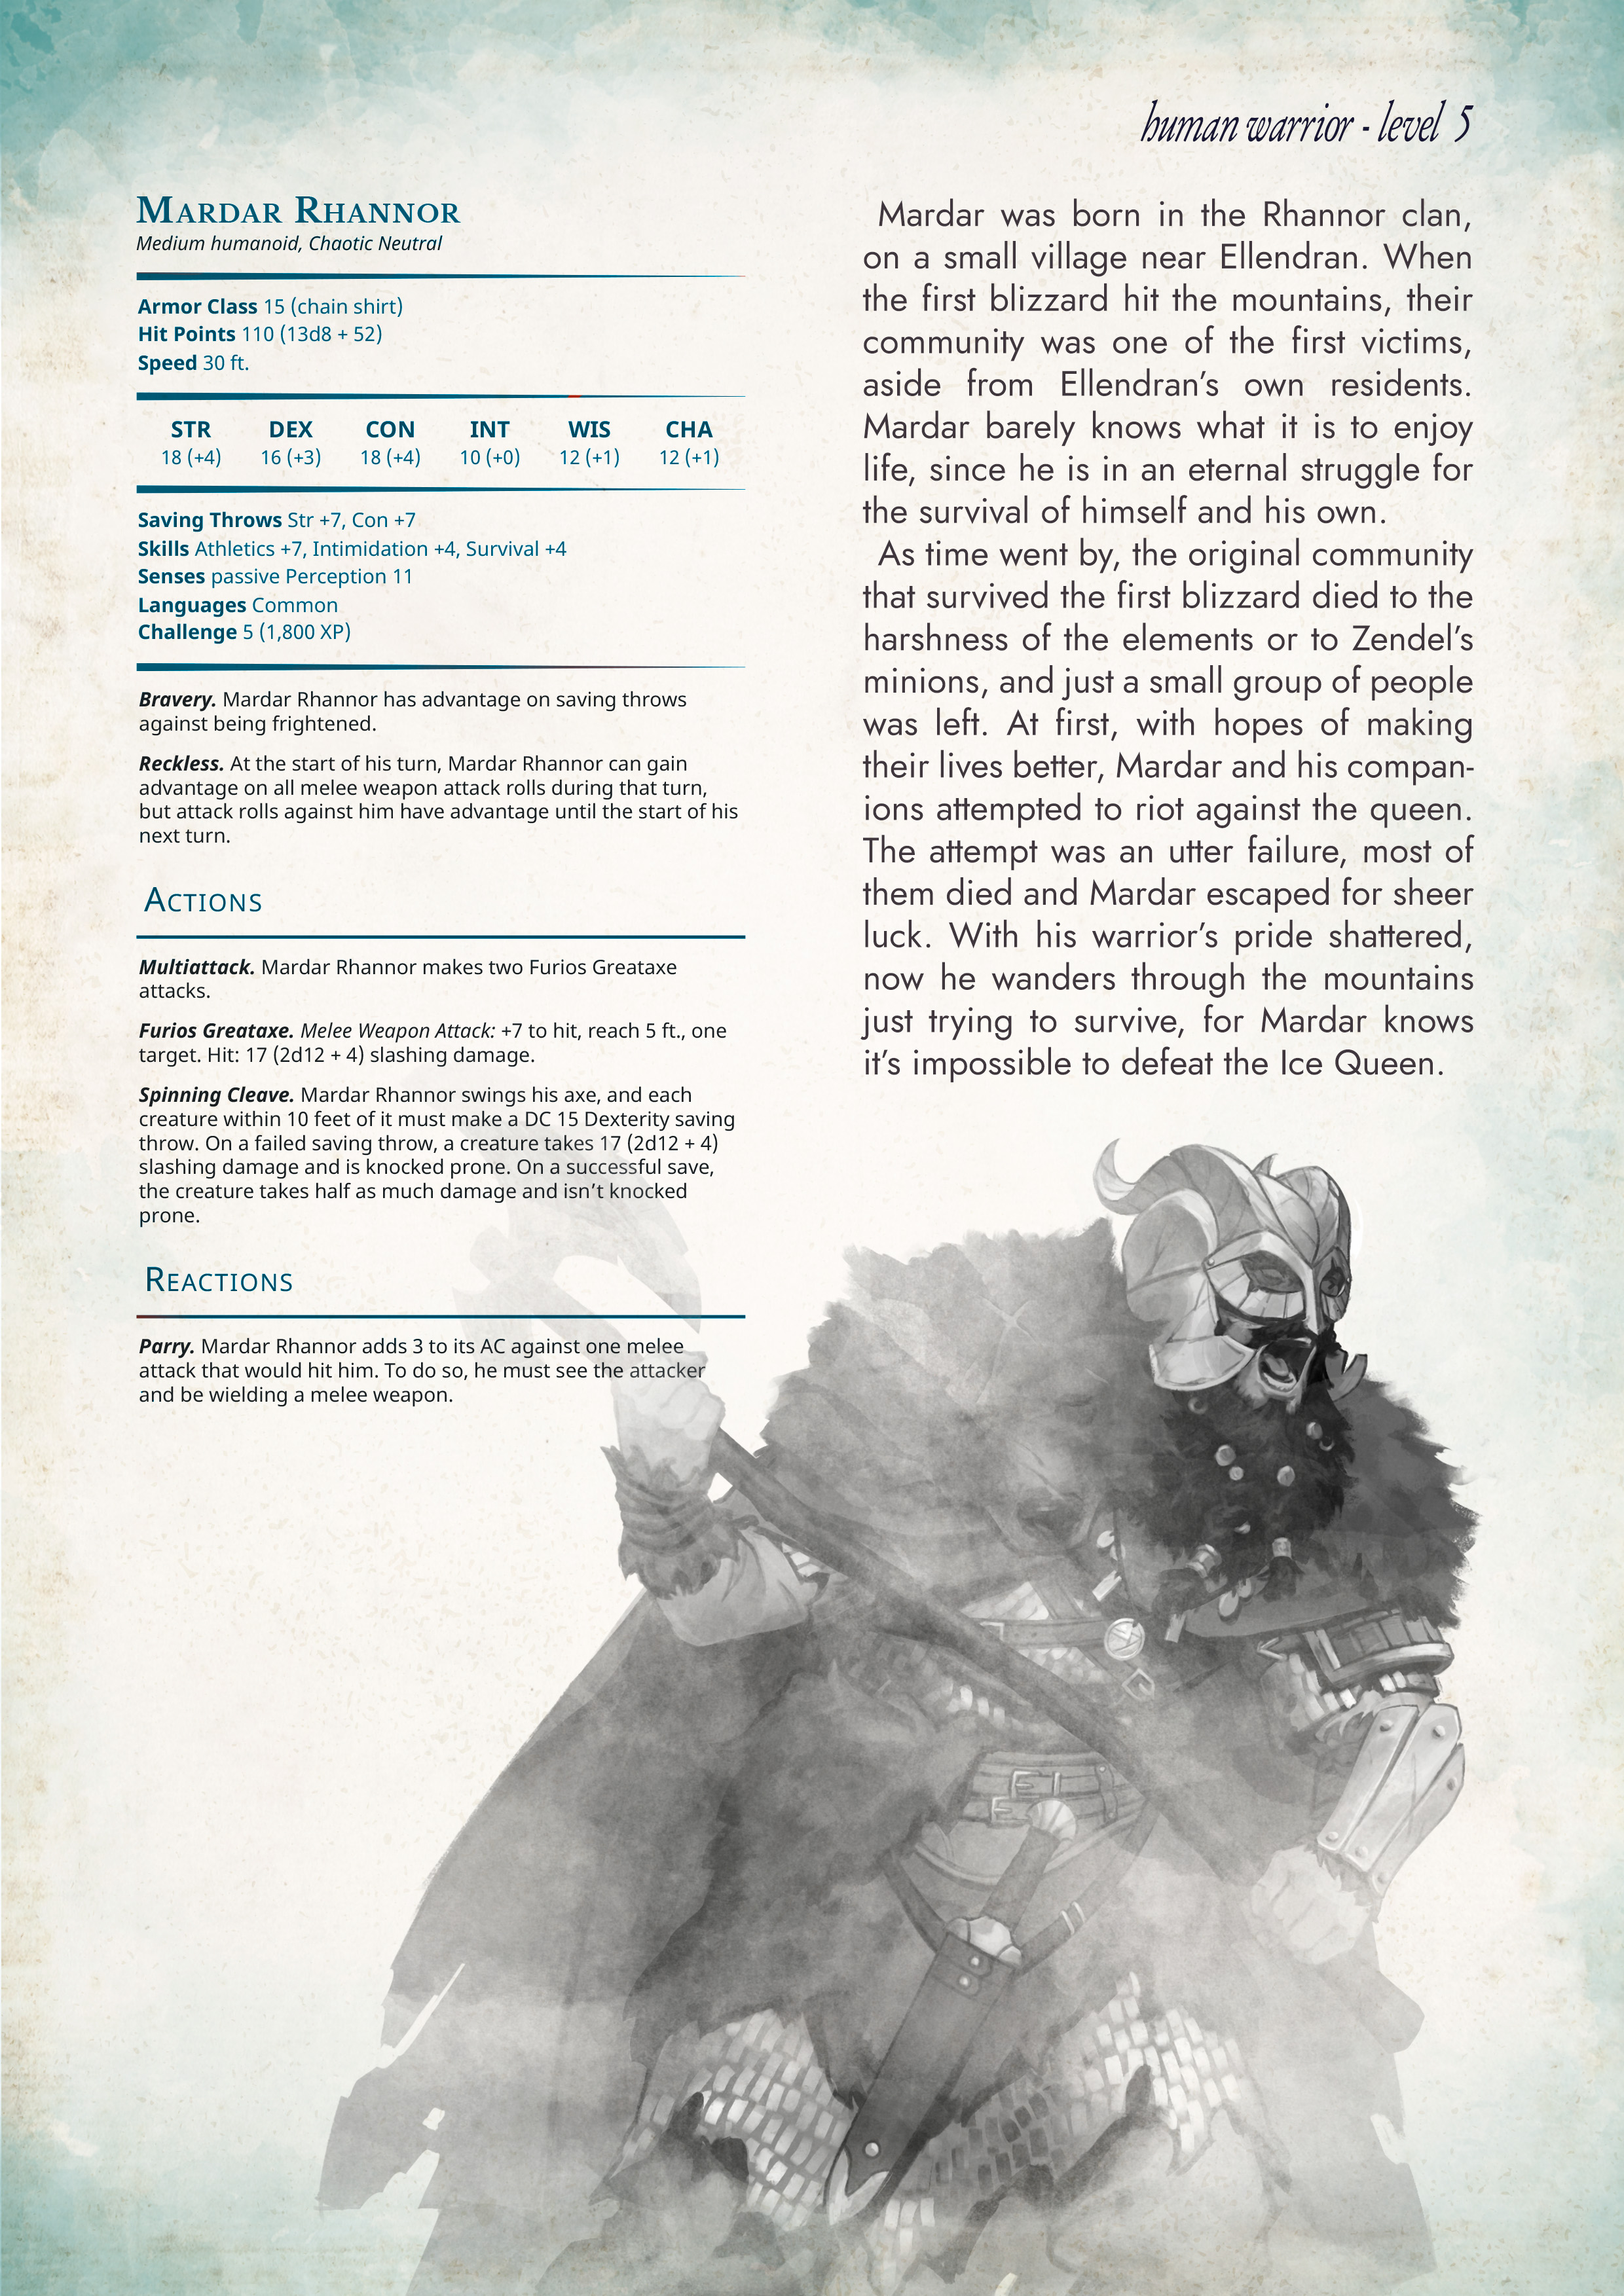 human warrior - level 5
Mardar Rhannor
Medium humanoid, Chaotic Neutral
Armor Class 15 (chain shirt)
Hit Points 110 (13d8 + 52)
Speed 30 ft.
STR DEX CON INT WIS CHA
18 (+4) 16 (+3) 18 (+4) 10 (+0) 12 (+1) 12 (+1)
Saving Throws Str +7, Con +7
Skills Athletics +7, Intimidation +4, Survival +4
Senses passive Perception 11
Languages Common
Challenge 5 (1,800 XP)
Bravery. Mardar Rhannor has advantage on saving throws
against being frightened.
Reckless. At the start of his turn, Mardar Rhannor can gain
advantage on all melee weapon attack rolls during that turn,
but attack rolls against him have advantage until the start of his
next turn.
Actions
Multiattack. Mardar Rhannor makes two Furios Greataxe
attacks.
Furios Greataxe. Melee Weapon Attack: +7 to hit, reach 5 ft., one
target. Hit: 17 (2d12 + 4) slashing damage.
Spinning Cleave. Mardar Rhannor swings his axe, and each
creature within 10 feet of it must make a DC 15 Dexterity saving
throw. On a failed saving throw, a creature takes 17 (2d12 + 4)
slashing damage and is knocked prone. On a successful save,
the creature takes half as much damage and isn't knocked
prone.
Reactions
Parry. Mardar Rhannor adds 3 to its AC against one melee
attack that would hit him. To do so, he must see the attacker
and be wielding a melee weapon.
Mardar was born in the Rhannor clan,
on a small village near Ellendran. When
the first blizzard hit the mountains, their
community was one of the first victims,
aside from Ellendran's own residents.
Mardar barely knows what it is to enjoy
life, since he is in an eternal struggle for
the survival of himself and his own.
As time went by, the original community
that survived the first blizzard died to the
harshness of the elements or to Zendel's
minions, and just a small group of people
was left. At first, with hopes of making
their lives better, Mardar and his compan-
ions attempted to riot against the queen.
The attempt was an utter failure, most of
them died and Mardar escaped for sheer
luck. With his warrior's pride shattered,
now he wanders through the mountains
just trying to survive, for Mardar knows
it's impossible to defeat the Ice Queen.